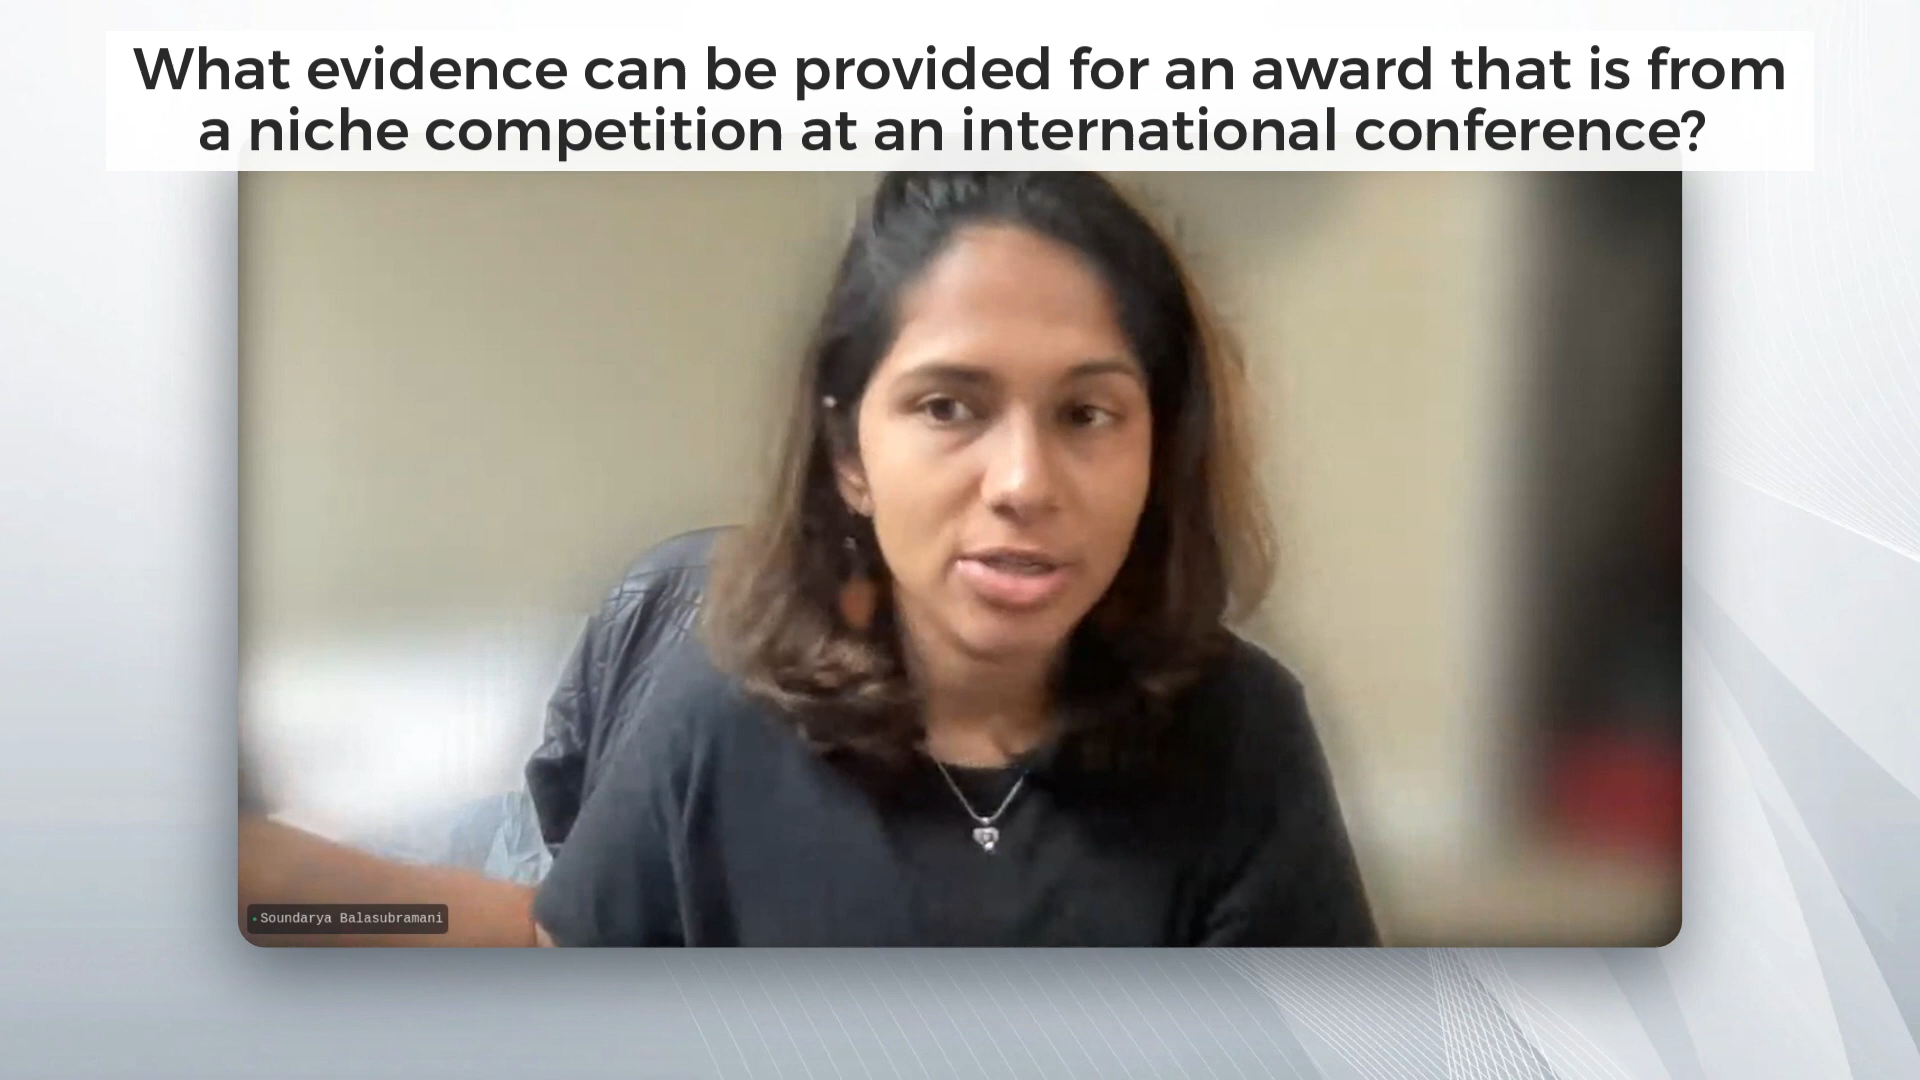 What evidence can be provided for an award that is from
a niche competition at an international conference?
Soundarya Balasubramani